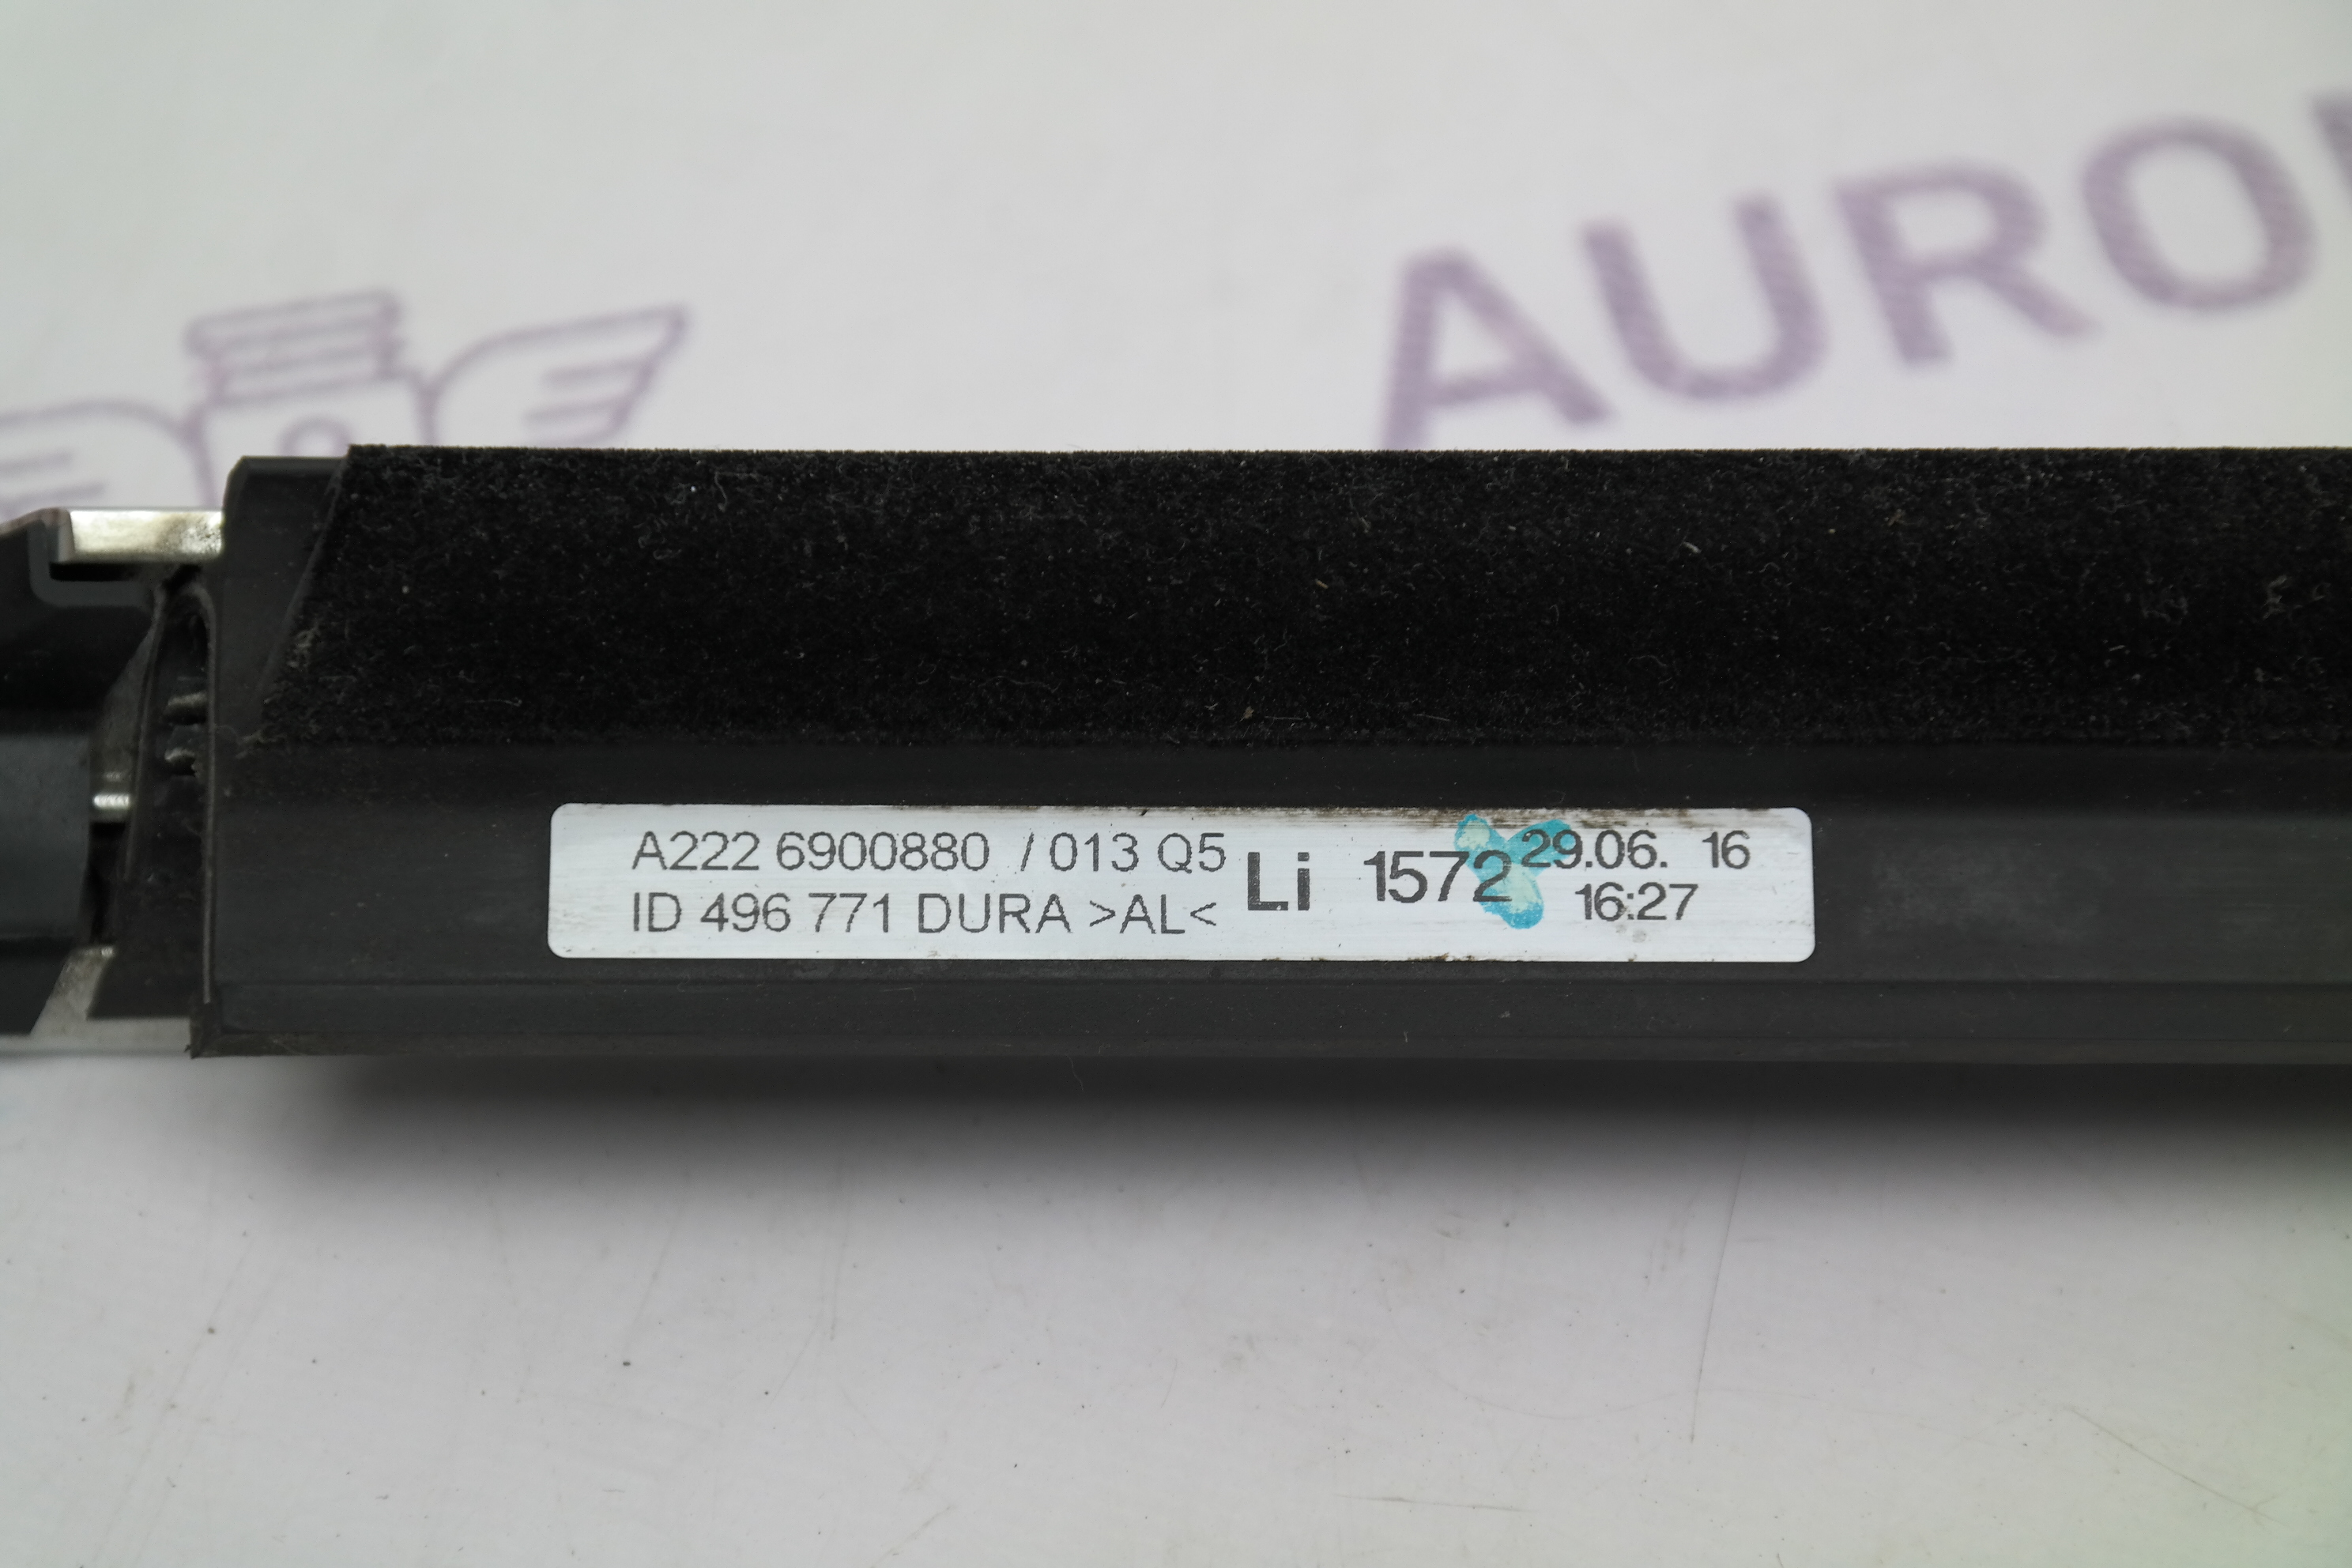 AURO
A222 6900880 / 013 Q5
ID 496 771 DURA >AL<
Li 1572
29.06. 16
16:27